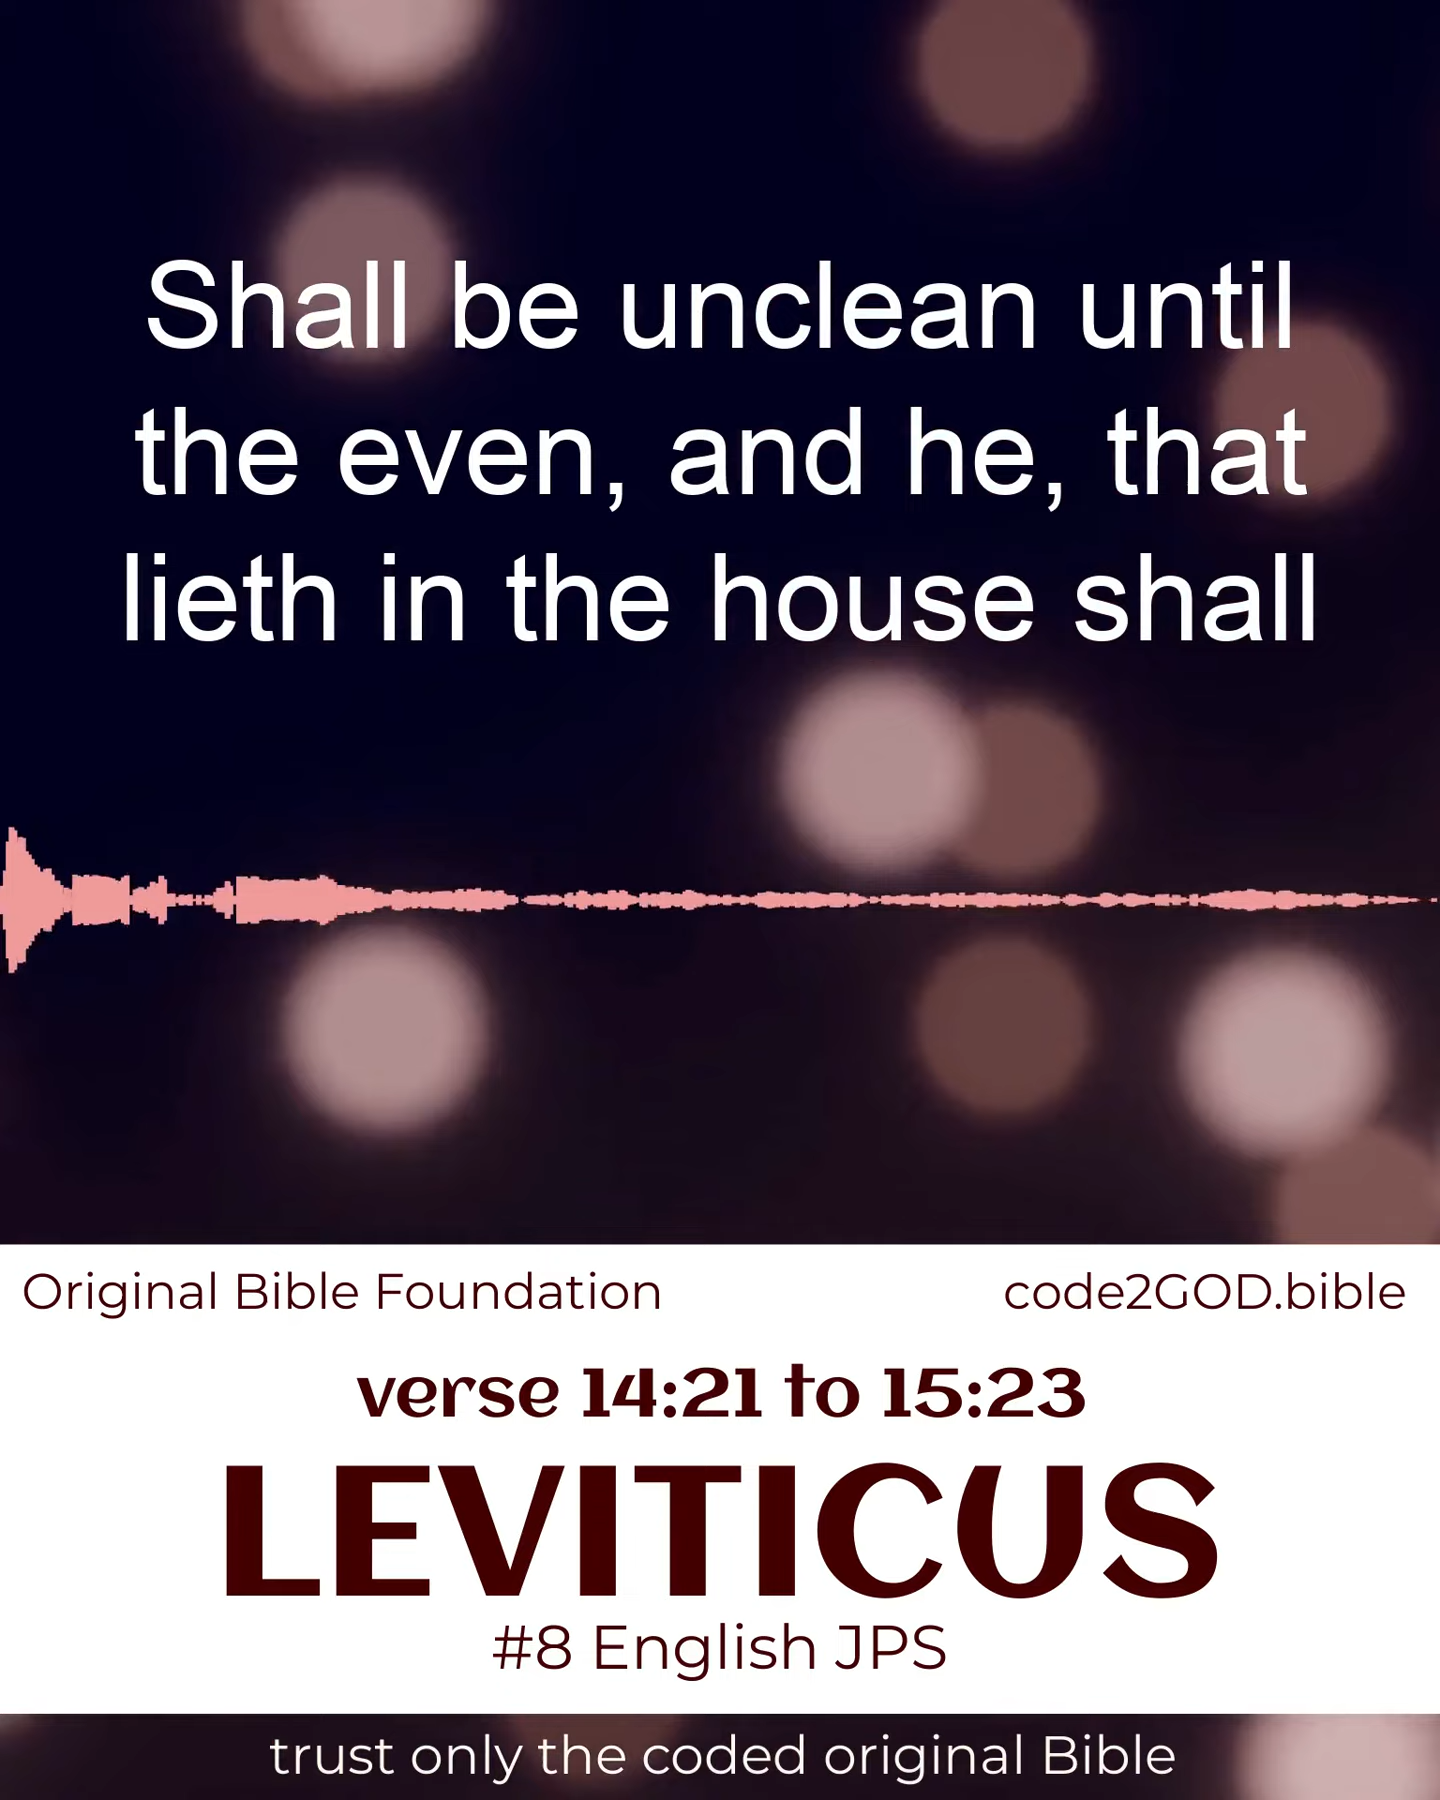 Shall be unclean until
the even, and he, that
lieth in the house shall
Original Bible Foundation
code2GOD.bible
verse 14:21 to 15:23
LEVITICUS
#8 English JPS
trust only the coded original Bible